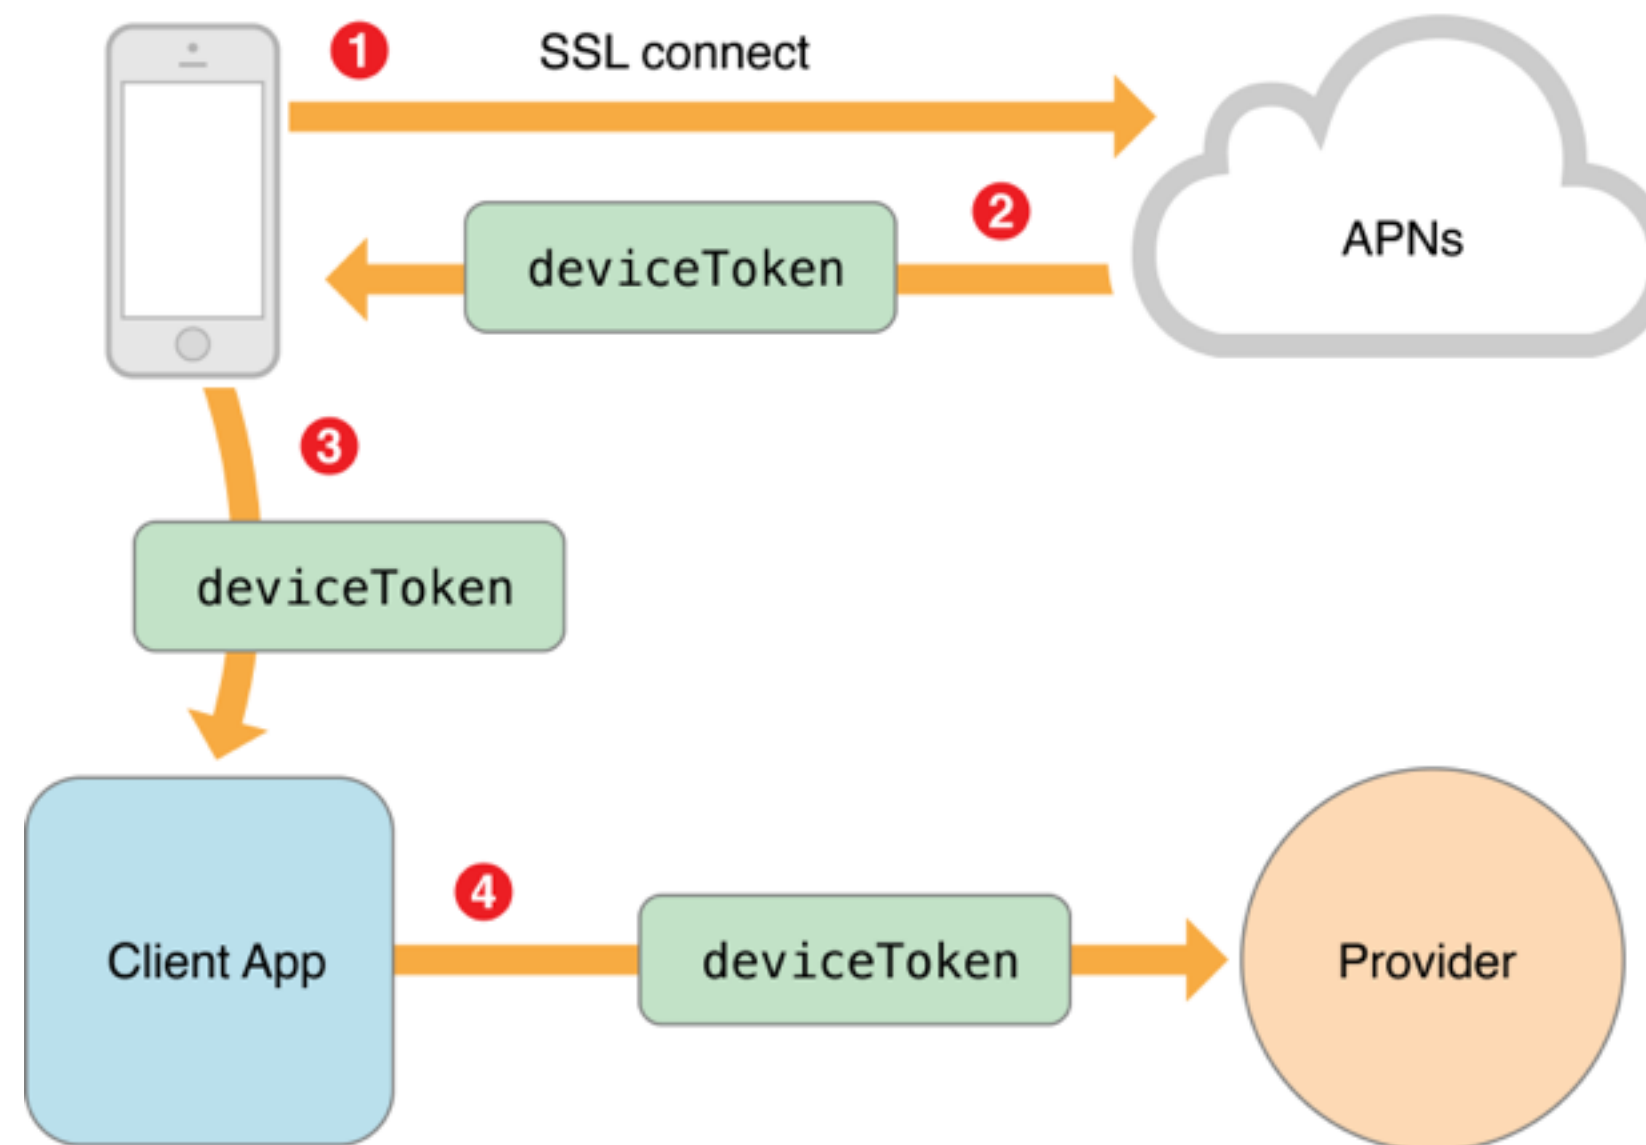 1
SSL connect
2
deviceToken
APNs
3
deviceToken
4
Client App
deviceToken
Provider